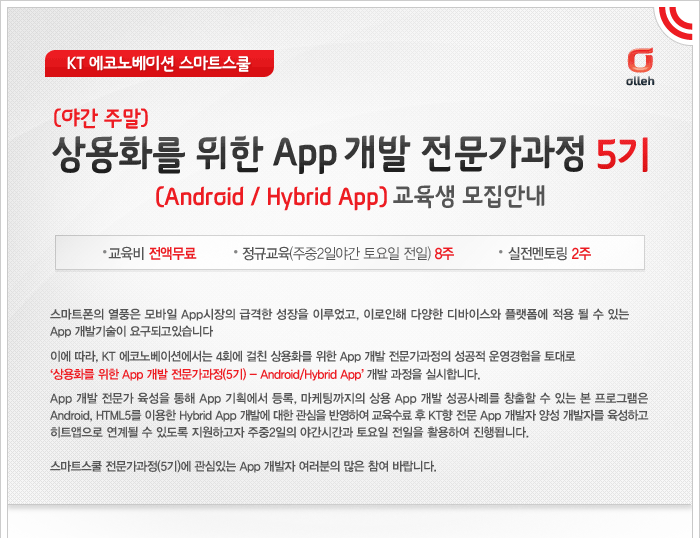 KT 에코노베이션 스마트스쿨
olleh
(야간 주말)
상용화를 위한 App 개발 전문가과정 5기
(Android / Hybrid App) 교육생 모집안내
• 교육비 전액무료 • 정규교육(주중2일야간 토요일 전일) 8주 • 실전멘토링 2주
스마트폰의 열풍은 모바일 App시장의 급격한 성장을 이루었고, 이로인해 다양한 디바이스와 플랫폼에 적용 될 수 있는
App 개발기술이 요구되고있습니다
이에 따라, KT 에코노베이션에서는 4회에 걸친 상용화를 위한 App 개발 전문가과정의 성공적 운영경험을 토대로
‘상용화를 위한 App 개발 전문가과정(5기) – Android/Hybrid App’ 개발 과정을 실시합니다.
App 개발 전문가 육성을 통해 App 기획에서 등록, 마케팅까지의 상용 App 개발 성공사례를 창출할 수 있는 본 프로그램은
Android, HTML5를 이용한 Hybrid App 개발에 대한 관심을 반영하여 교육수료 후 KT향 전문 App 개발자 양성 개발자를 육성하고
히트앱으로 연계될 수 있도록 지원하고자 주중2일의 야간시간과 토요일 전일을 활용하여 진행됩니다.
스마트스쿨 전문가과정(5기)에 관심있는 App 개발자 여러분의 많은 참여 바랍니다.